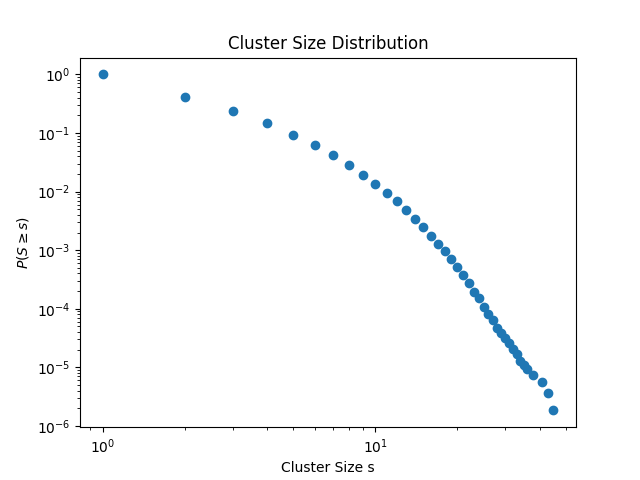 Cluster Size Distribution
10⁰
10⁻¹
10⁻²
10⁻³
10⁻⁴
10⁻⁵
10⁻⁶
P(S ≥ s)
10⁰ 10¹
Cluster Size s